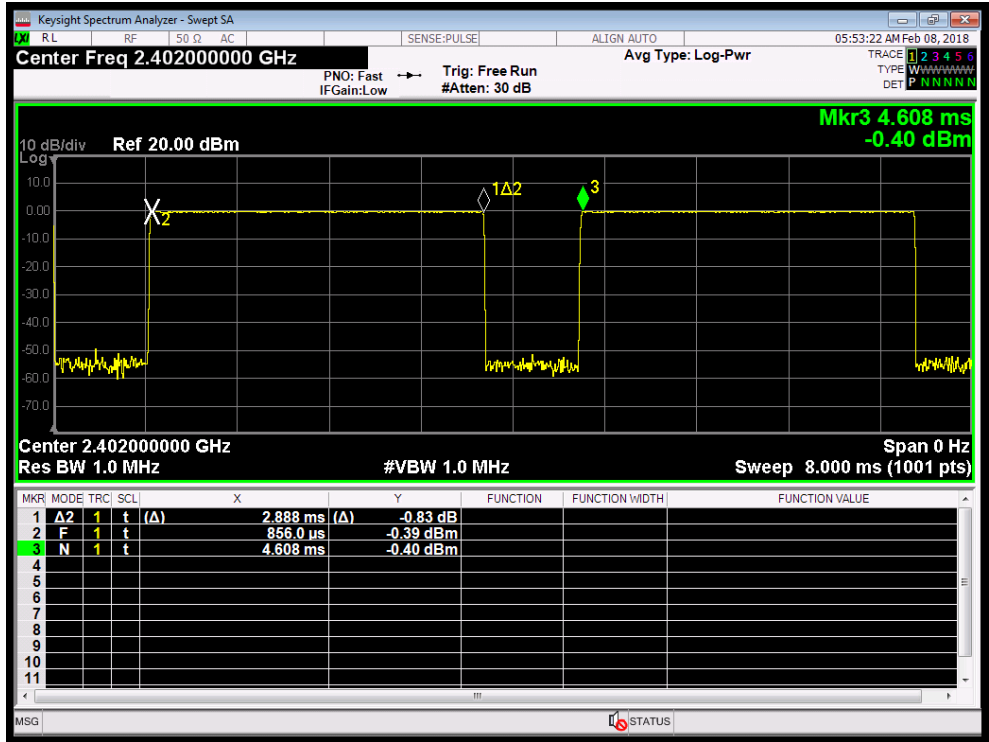 Keysight Spectrum Analyzer - Swept SA
LXI RL RF 50 Ω AC SENSE:PULSE ALIGN AUTO 05:53:22 AM Feb 08, 2018
Center Freq 2.402000000 GHz
PNO: Fast
IFGain:Low
Trig: Free Run
#Atten: 30 dB
Avg Type: Log-Pwr
TRACE 1 2 3 4 5 6
TYPE WWWWWW
DET P N N N N N
Mkr3 4.608 ms
-0.40 dBm
10 dB/div Ref 20.00 dBm
Log
10.0
0.00
-10.0
-20.0
-30.0
-40.0
-50.0
-60.0
-70.0
2
1Δ2
3
Center 2.402000000 GHz Span 0 Hz
Res BW 1.0 MHz #VBW 1.0 MHz Sweep 8.000 ms (1001 pts)
MKR MODE TRC SCL X Y FUNCTION FUNCTION WIDTH FUNCTION VALUE
1 Δ2 1 t (Δ) 2.888 ms (Δ) -0.83 dB
2 F 1 t 856.0 µs -0.39 dBm
3 N 1 t 4.608 ms -0.40 dBm
4
5
6
7
8
9
10
11
MSG STATUS